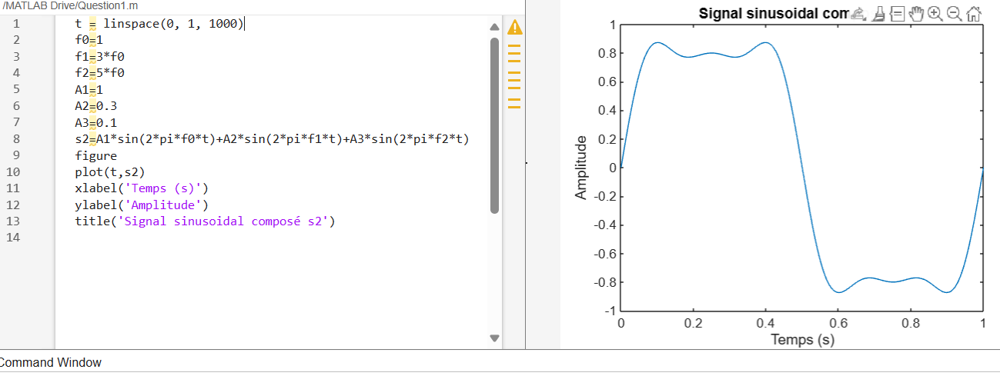 /MATLAB Drive/Question1.m
1 t = linspace(0, 1, 1000)
2 f0=1
3 f1=3*f0
4 f2=5*f0
5 A1=1
6 A2=0.3
7 A3=0.1
8 s2=A1*sin(2*pi*f0*t)+A2*sin(2*pi*f1*t)+A3*sin(2*pi*f2*t)
9 figure
10 plot(t,s2)
11 xlabel('Temps (s)')
12 ylabel('Amplitude')
13 title('Signal sinusoidal composé s2')
14
Signal sinusoidal com
1
0.8
0.6
0.4
0.2
0
-0.2
-0.4
-0.6
-0.8
-1
Amplitude
0 0.2 0.4 0.6 0.8 1
Temps (s)
Command Window